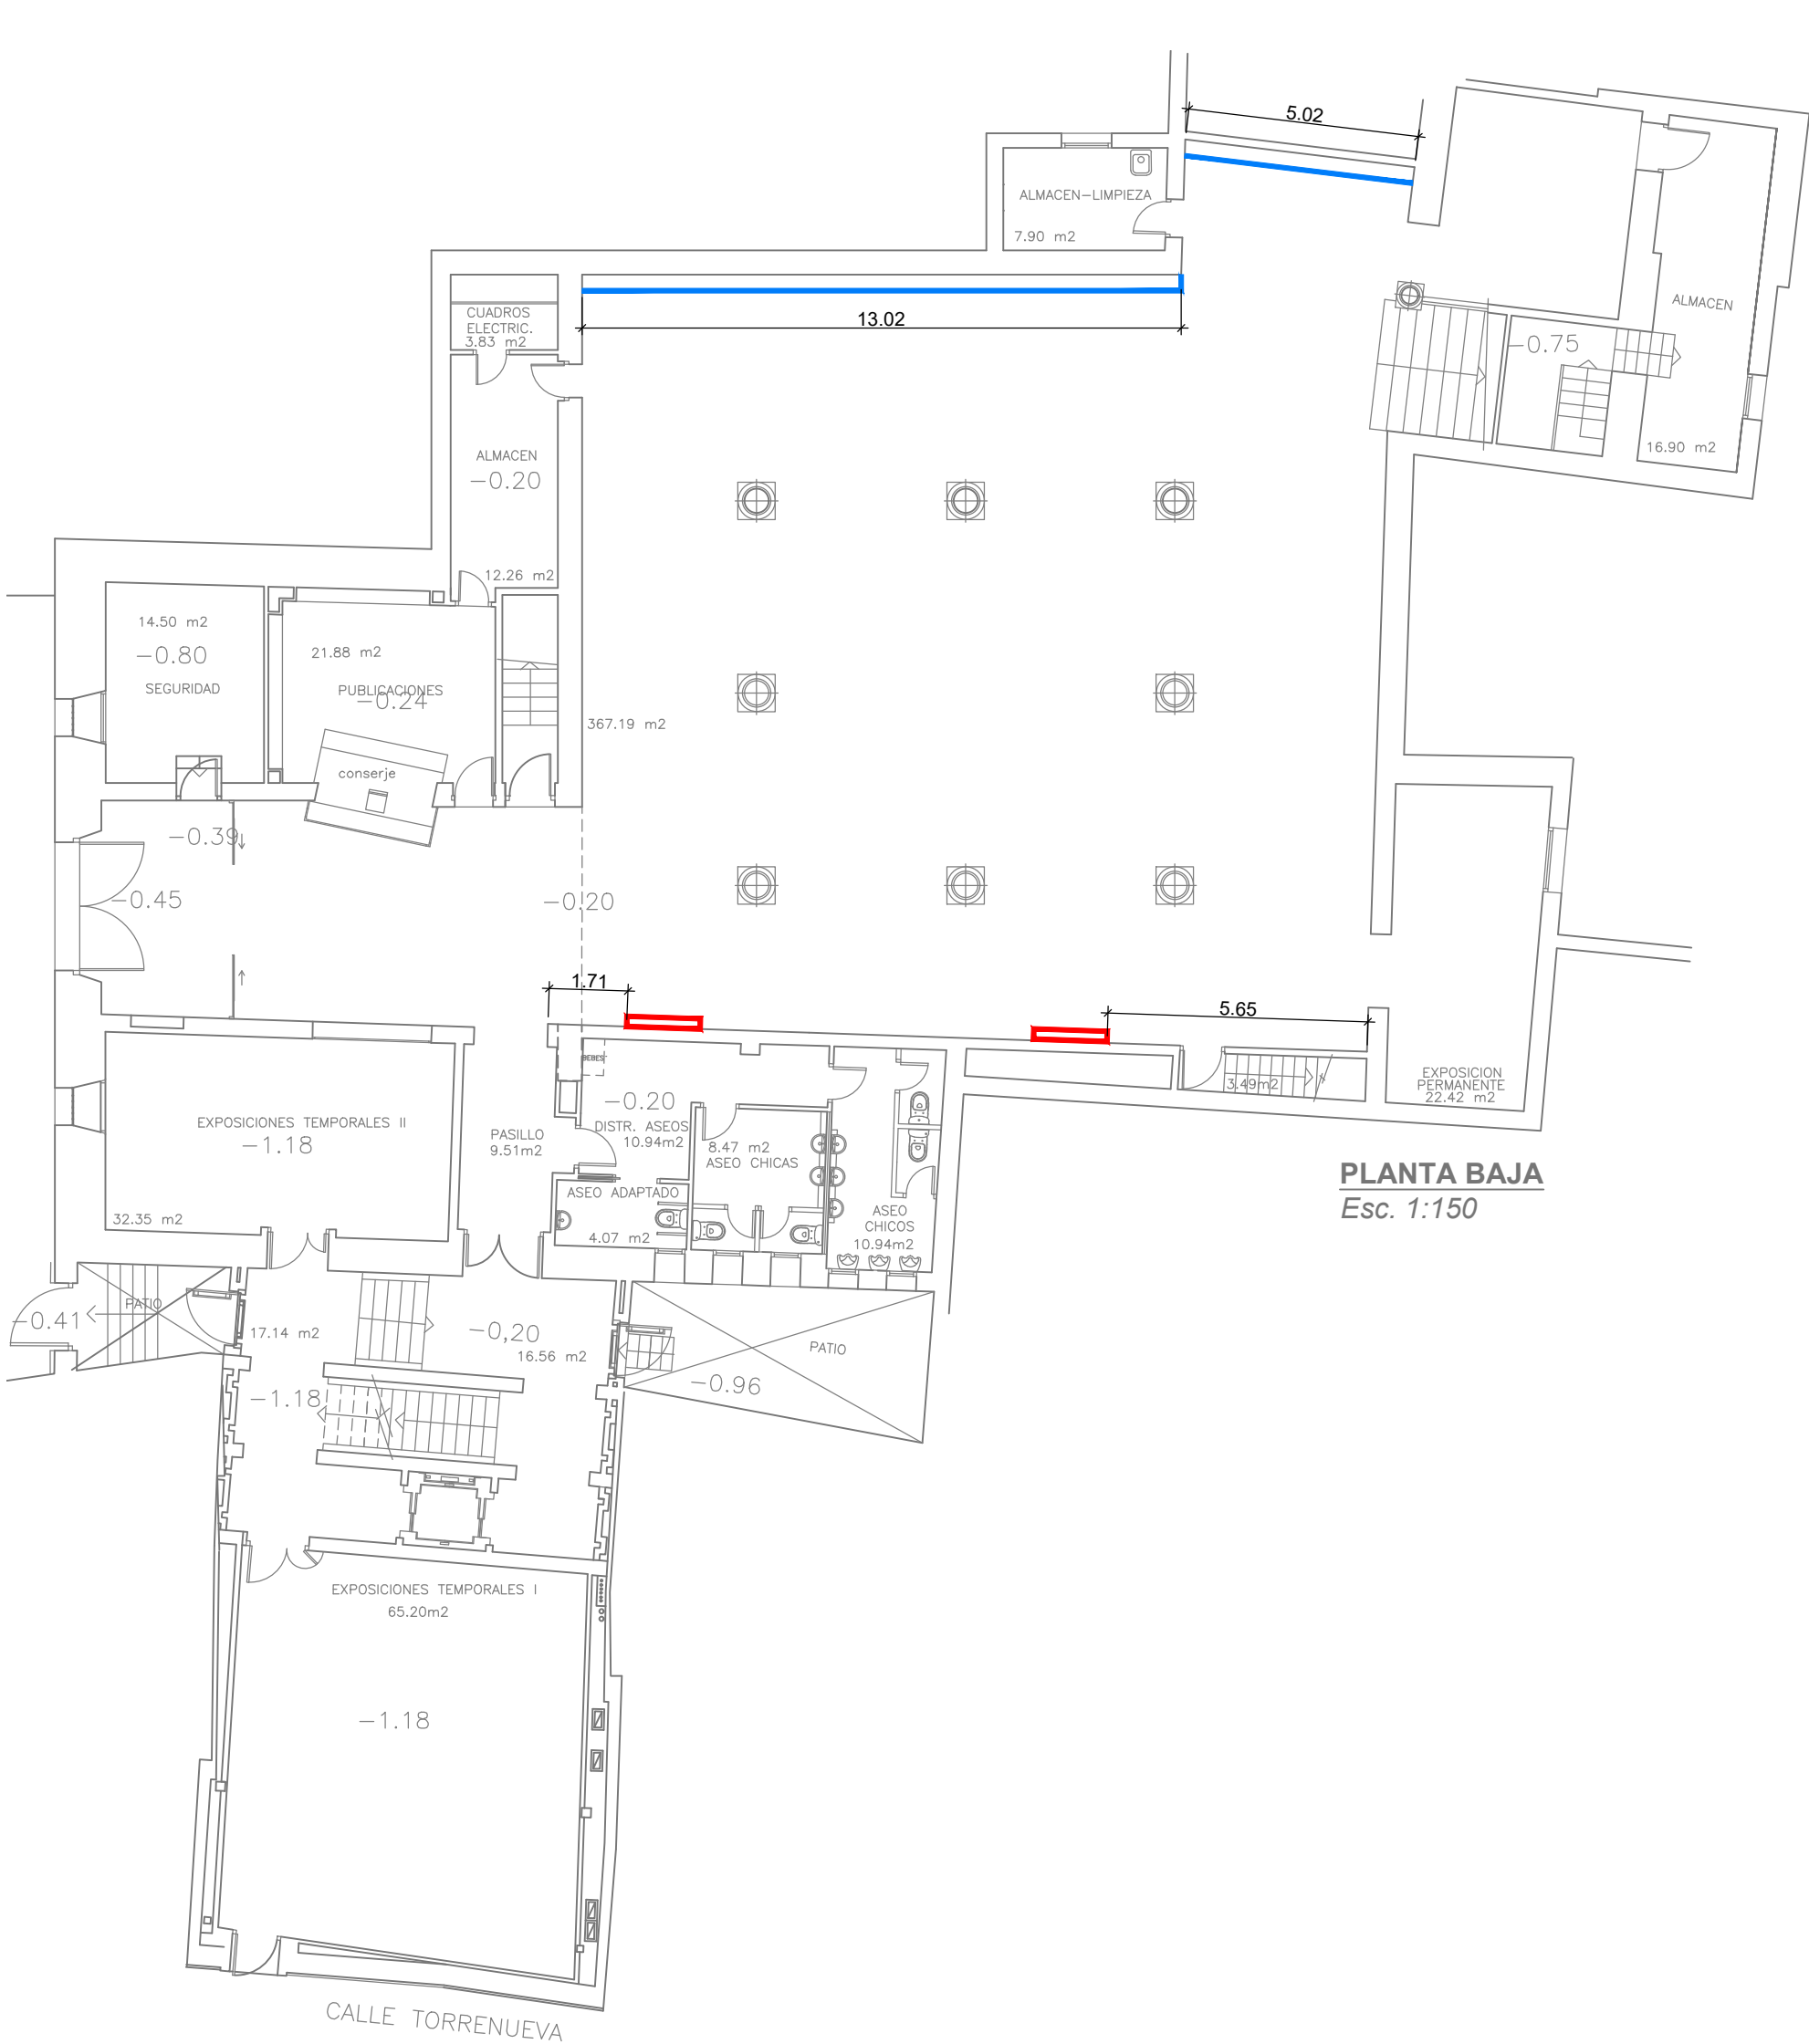 5.02
ALMACEN-LIMPIEZA
7.90 m2
ALMACEN
CUADROS
ELECTRIC.
3.83 m2
13.02
-0.75
16.90 m2
ALMACEN
-0.20
12.26 m2
14.50 m2
-0.80
SEGURIDAD
21.88 m2
PUBLICACIONES
-0.24
367.19 m2
conserje
-0.39
-0.45
-0.20
1.71
5.65
BEBES
-0.20
DISTR. ASEOS
10.94m2
3.49m2
EXPOSICION
PERMANENTE
22.42 m2
EXPOSICIONES TEMPORALES II
-1.18
PASILLO
9.51m2
8.47 m2
ASEO CHICAS
ASEO ADAPTADO
4.07 m2
ASEO
CHICOS
10.94m2
32.35 m2
PLANTA BAJA
Esc. 1:150
PATIO
-0.41
17.14 m2
-0,20
16.56 m2
PATIO
-0.96
-1.18
EXPOSICIONES TEMPORALES I
65.20m2
-1.18
CALLE TORRENUEVA